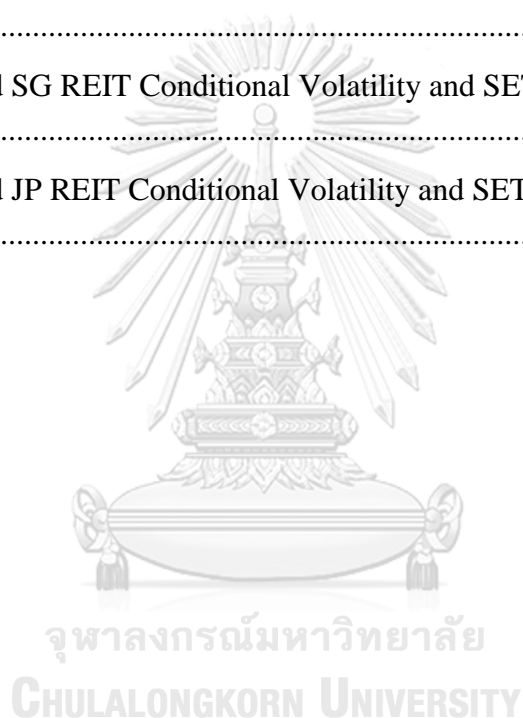 ....................................................................................
d SG REIT Conditional Volatility and SET
....................................................................................
d JP REIT Conditional Volatility and SET
....................................................................................
จุฬาลงกรณ์มหาวิทยาลัย
CHULALONGKORN UNIVERSITY